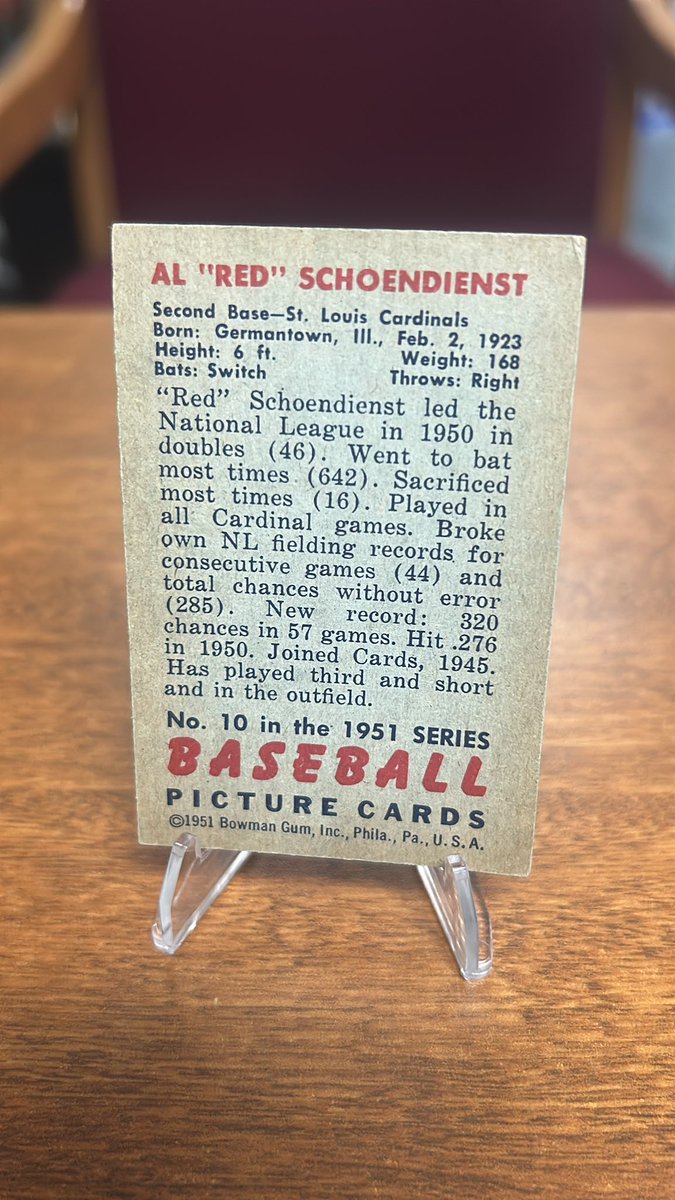 AL "RED" SCHOENDIENST
Second Base—St. Louis Cardinals
Born: Germantown, Ill., Feb. 2, 1923
Height: 6 ft. Weight: 168
Bats: Switch Throws: Right
"Red" Schoendienst led the
National League in 1950 in
doubles (46). Went to bat
most times (642). Sacrificed
most times (16). Played in
all Cardinal games. Broke
own NL fielding records for
consecutive games (44) and
total chances without error
(285). New record: 320
chances in 57 games. Hit .276
in 1950. Joined Cards, 1945.
Has played third and short
and in the outfield.
No. 10 in the 1951 SERIES
BASEBALL
PICTURE CARDS
©1951 Bowman Gum, Inc., Phila., Pa., U. S. A.